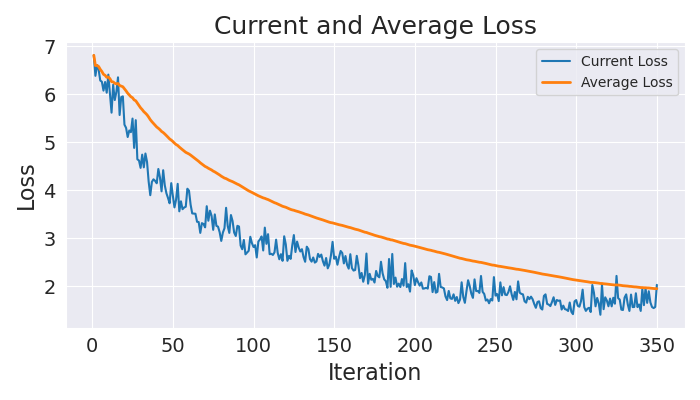 Current and Average Loss
7
6
5
4
3
2
Loss
Current Loss
Average Loss
0 50 100 150 200 250 300 350
Iteration